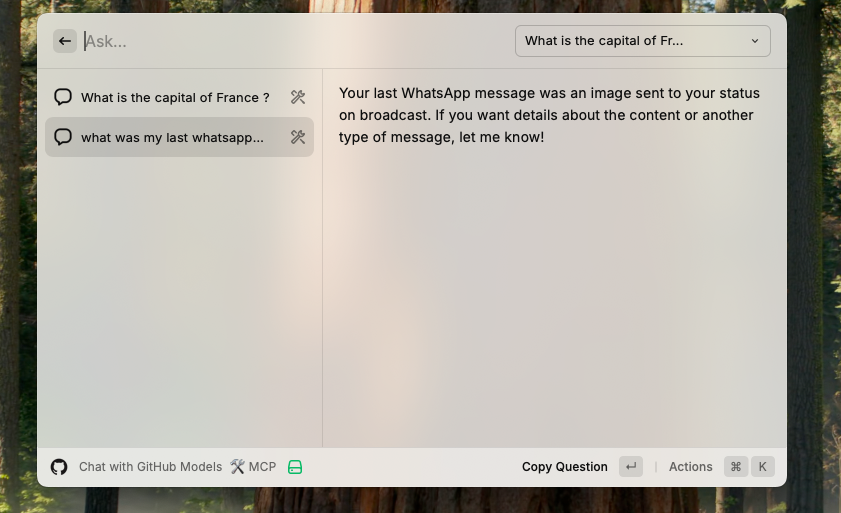 Ask...
What is the capital of Fr...
What is the capital of France ?
what was my last whatsapp...
Your last WhatsApp message was an image sent to your status
on broadcast. If you want details about the content or another
type of message, let me know!
Chat with GitHub Models 🛠️ MCP
Copy Question ↵ | Actions ⌘ K